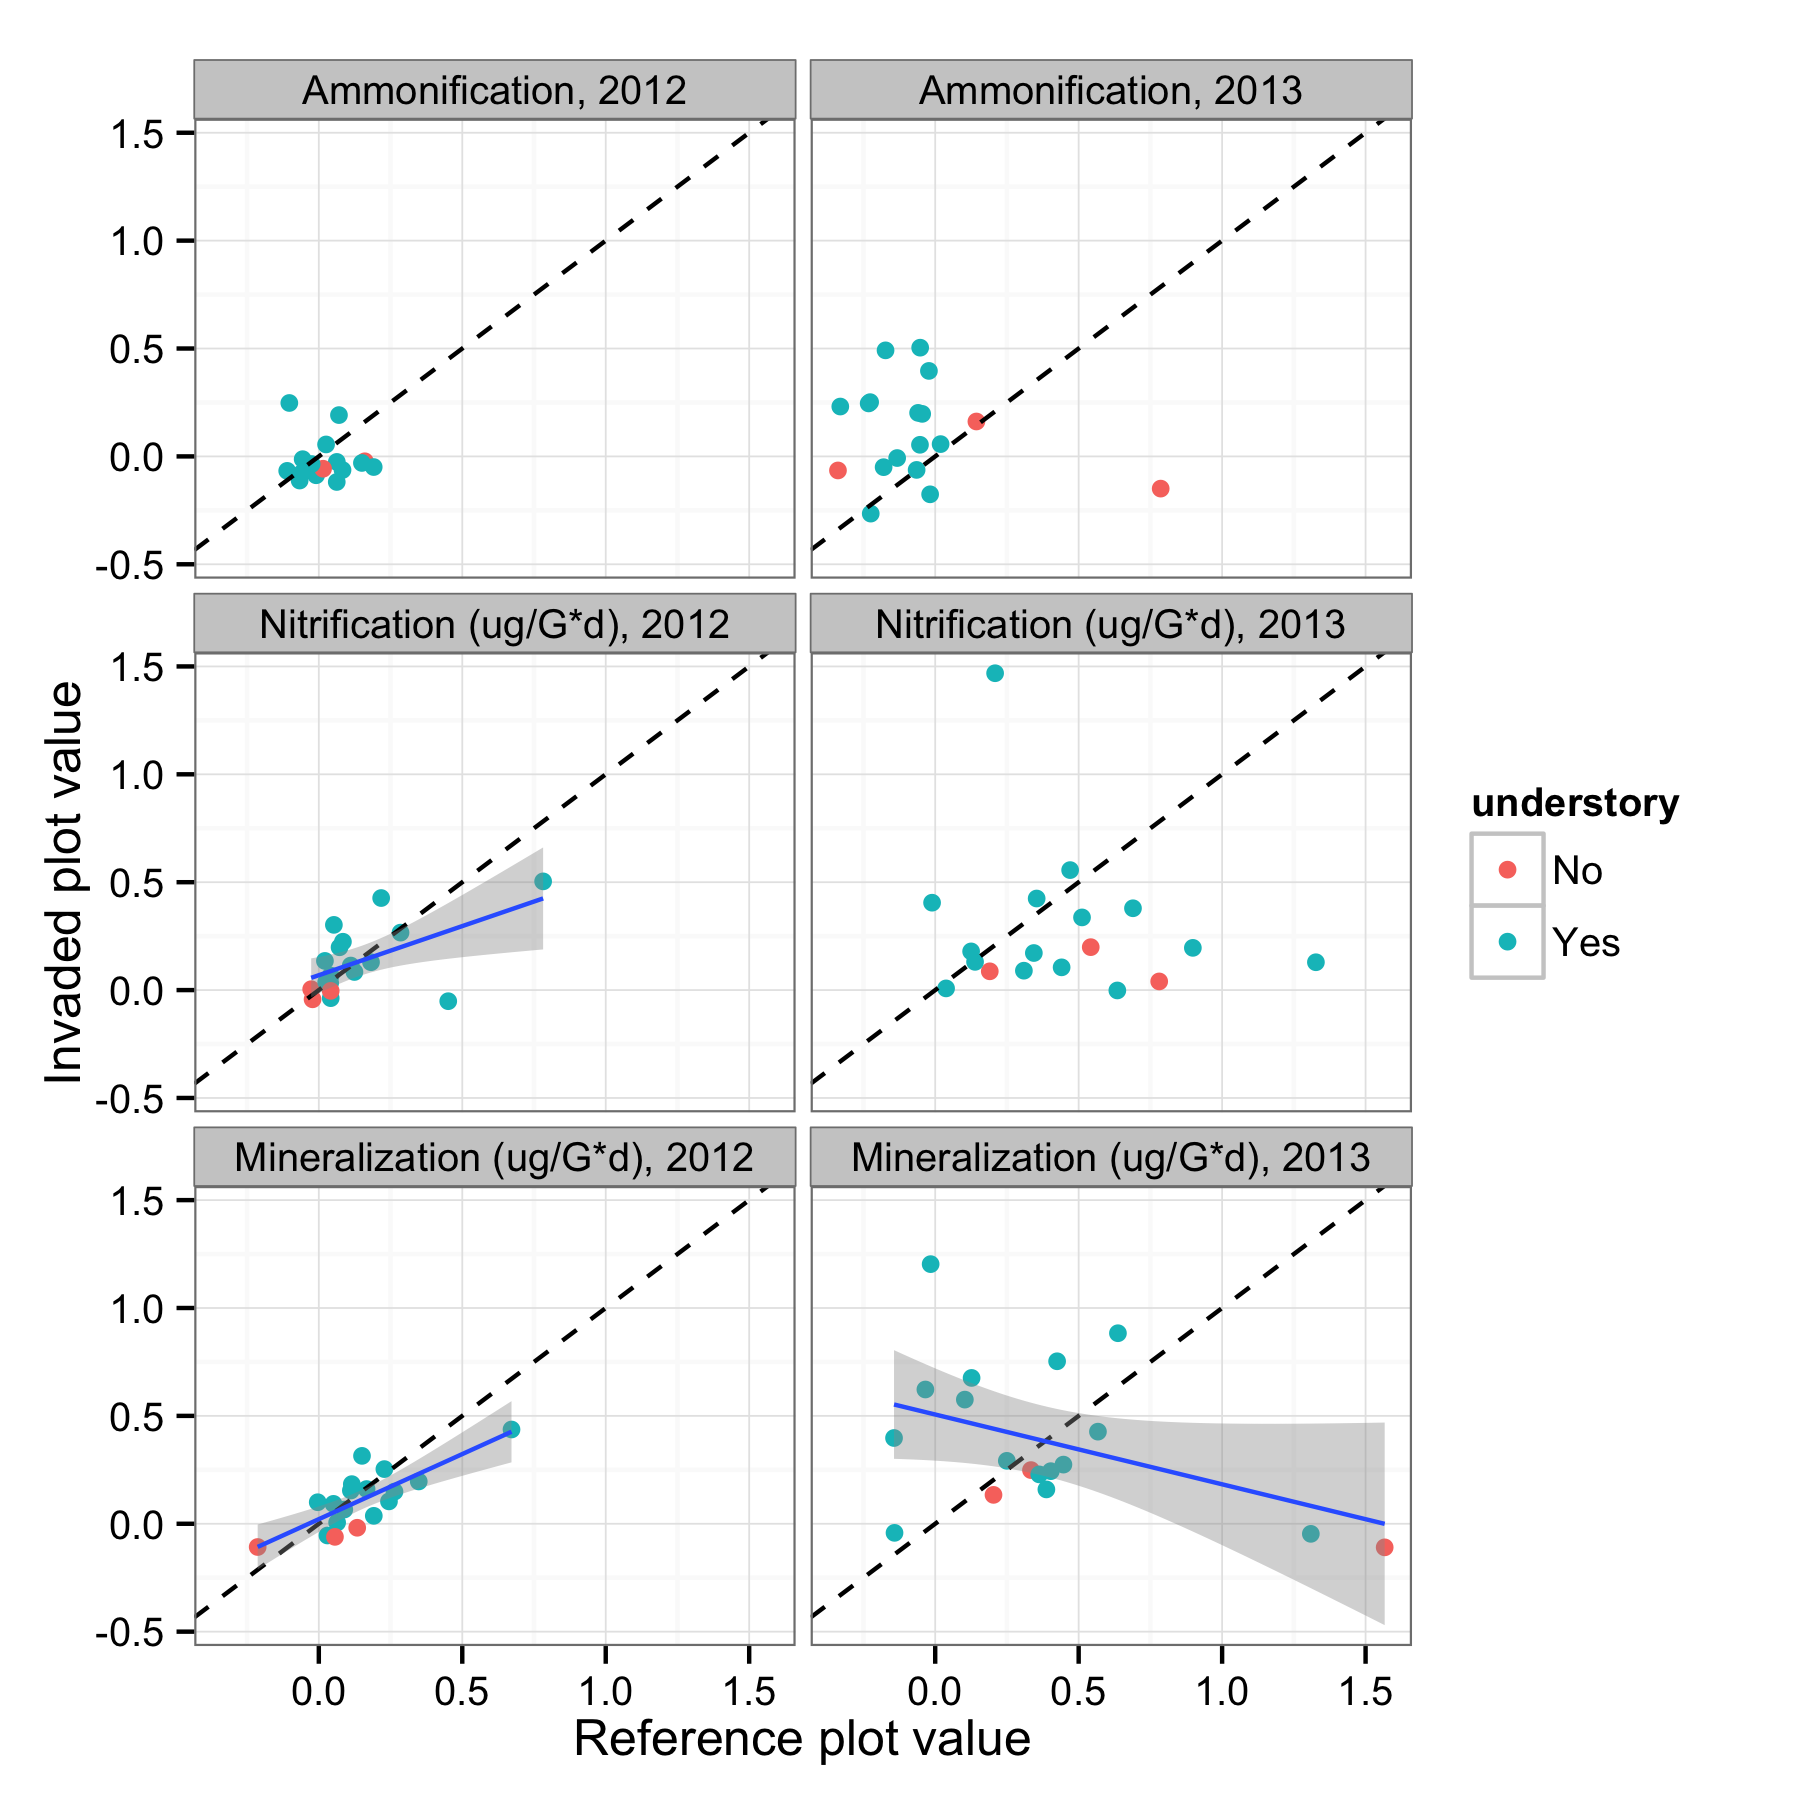 Ammonification, 2012
Ammonification, 2013
1.5
1.0
0.5
0.0
-0.5
Nitrification (ug/G*d), 2012
Nitrification (ug/G*d), 2013
1.5
1.0
0.5
0.0
-0.5
Invaded plot value
understory
No
Yes
Mineralization (ug/G*d), 2012
Mineralization (ug/G*d), 2013
1.5
1.0
0.5
0.0
-0.5
0.0 0.5 1.0 1.5
0.0 0.5 1.0 1.5
Reference plot value